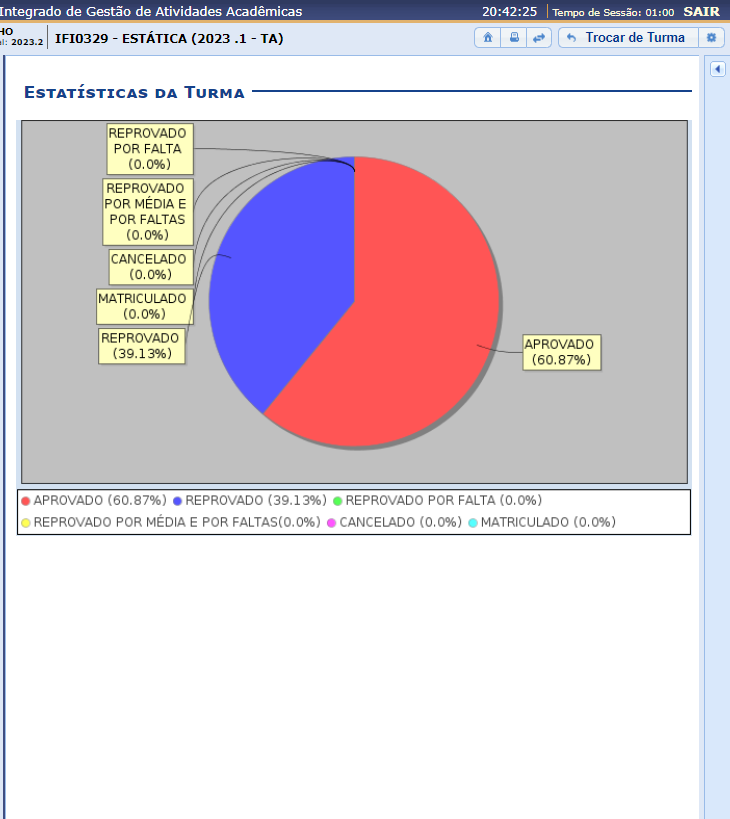 Integrado de Gestão de Atividades Acadêmicas 20:42:25 Tempo de Sessão: 01:00 SAIR
HO
el: 2023.2 IFI0329 - ESTÁTICA (2023 .1 - TA) Trocar de Turma
Estatísticas da Turma
REPROVADO
POR FALTA
(0.0%)
REPROVADO
POR MÉDIA E
POR FALTAS
(0.0%)
CANCELADO
(0.0%)
MATRICULADO
(0.0%)
REPROVADO
(39.13%)
APROVADO
(60.87%)
APROVADO (60.87%) REPROVADO (39.13%) REPROVADO POR FALTA (0.0%)
REPROVADO POR MÉDIA E POR FALTAS(0.0%) CANCELADO (0.0%) MATRICULADO (0.0%)